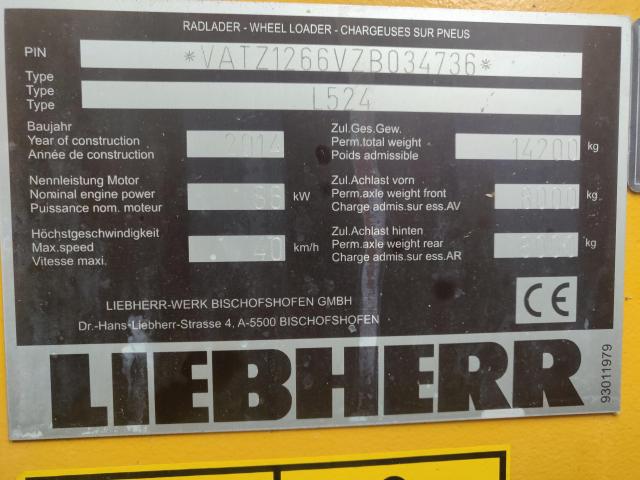 RADLADER - WHEEL LOADER - CHARGEUSES SUR PNEUS
PIN *VATZ1266VZB034736*
Type
Type L524
Type
Baujahr
Year of construction 2014
Année de construction
Zul.Ges.Gew.
Perm.total weight 14200 kg
Poids admissible
Nennleistung Motor
Nominal engine power kW
Puissance nom. moteur
Zul.Achlast vorn
Perm.axle weight front kg
Charge admis.sur ess.AV
Höchstgeschwindigkeit
Max.speed 40 km/h
Vitesse maxi.
Zul.Achlast hinten
Perm.axle weight rear kg
Charge admis.sur ess.AR
LIEBHERR-WERK BISCHOFSHOFEN GMBH
Dr.-Hans-Liebherr-Strasse 4, A-5500 BISCHOFSHOFEN
CE
LIEBHERR
93011979